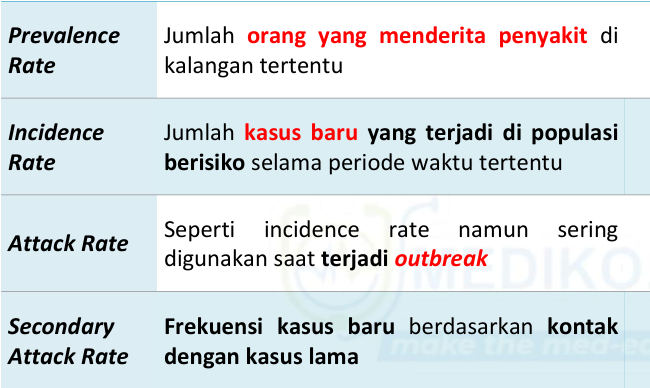 Prevalence
Rate
Jumlah orang yang menderita penyakit di
kalangan tertentu
Incidence
Rate
Jumlah kasus baru yang terjadi di populasi
berisiko selama periode waktu tertentu
Attack Rate
Seperti incidence rate namun sering
digunakan saat terjadi outbreak
MEDIKO
Secondary
Attack Rate
Frekuensi kasus baru berdasarkan kontak
dengan kasus lama
make the med-e